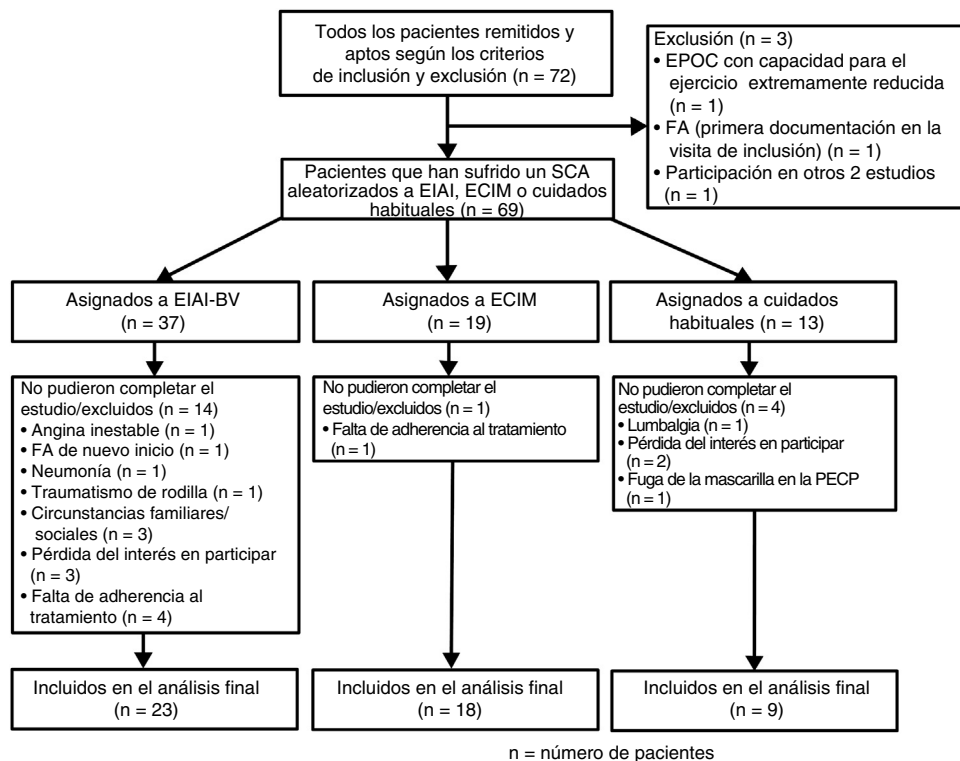 Todos los pacientes remitidos y
aptos según los criterios
de inclusión y exclusión (n = 72)
Exclusión (n = 3)
• EPOC con capacidad para el
ejercicio extremamente reducida
(n = 1)
• FA (primera documentación en la
visita de inclusión) (n = 1)
• Participación en otros 2 estudios
(n = 1)
Pacientes que han sufrido un SCA
aleatorizados a EIAI, ECIM o cuidados
habituales (n = 69)
Asignados a EIAI-BV
(n = 37)
Asignados a ECIM
(n = 19)
Asignados a cuidados
habituales (n = 13)
No pudieron completar el
estudio/excluidos (n = 14)
• Angina inestable (n = 1)
• FA de nuevo inicio (n = 1)
• Neumonía (n = 1)
• Traumatismo de rodilla (n = 1)
• Circunstancias familiares/
sociales (n = 3)
• Pérdida del interés en participar
(n = 3)
• Falta de adherencia al
tratamiento (n = 4)
No pudieron completar el
estudio/excluidos (n = 1)
• Falta de adherencia al tratamiento
(n = 1)
No pudieron completar el
estudio/excluidos (n = 4)
• Lumbalgia (n = 1)
• Pérdida del interés en participar
(n = 2)
• Fuga de la mascarilla en la PECP
(n = 1)
Incluidos en el análisis final
(n = 23)
Incluidos en el análisis final
(n = 18)
Incluidos en el análisis final
(n = 9)
n = número de pacientes